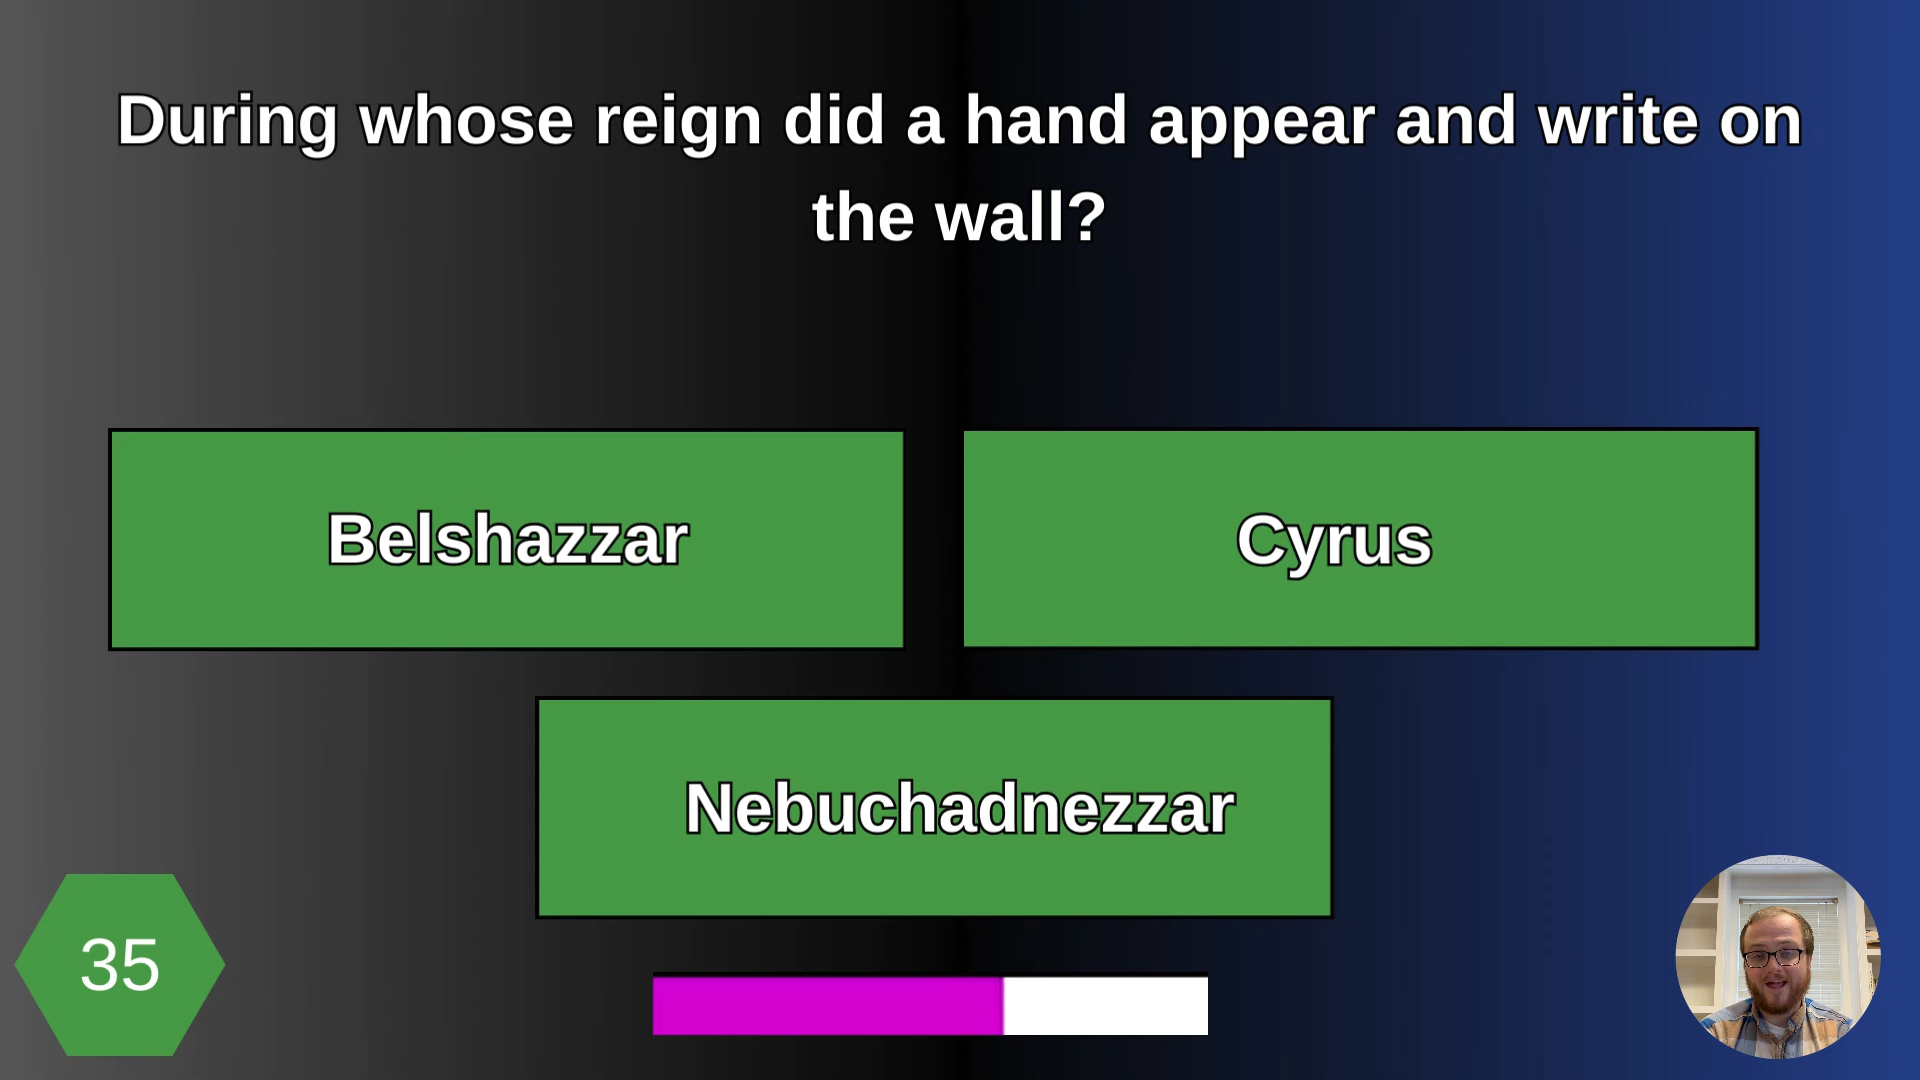 During whose reign did a hand appear and write on
the wall?
Belshazzar
Cyrus
Nebuchadnezzar
35